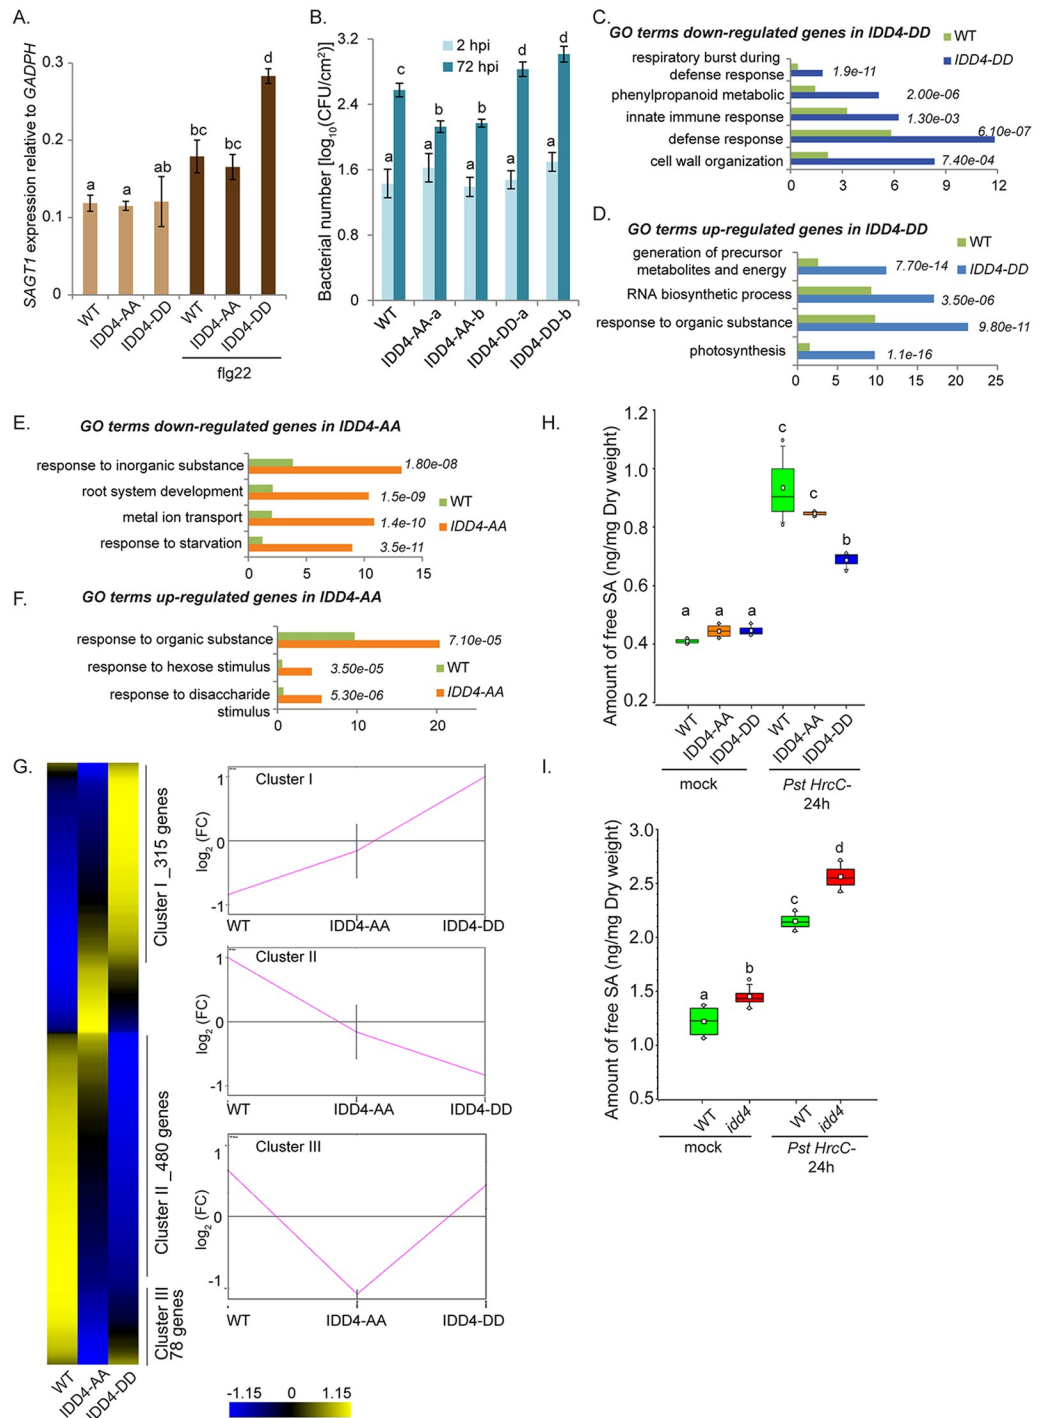 A.
SAGT1 expression relative to GADPH
0.3
0.2
0.1
0
a
a
ab
bc
bc
d
WT
IDD4-AA
IDD4-DD
WT
IDD4-AA
IDD4-DD
flg22
B.
Bacterial number [log10(CFU/cm2)]
3.2
2.4
1.6
0.8
0
2 hpi
72 hpi
a
c
a
b
a
b
a
d
a
d
WT
IDD4-AA-a
IDD4-AA-b
IDD4-DD-a
IDD4-DD-b
C.
GO terms down-regulated genes in IDD4-DD
WT
IDD4-DD
respiratory burst during
defense response
1.9e-11
phenylpropanoid metabolic
2.00e-06
innate immune response
1.30e-03
defense response
6.10e-07
cell wall organization
7.40e-04
0 3 6 9 12
D.
GO terms up-regulated genes in IDD4-DD
WT
IDD4-DD
generation of precursor
metabolites and energy
7.70e-14
RNA biosynthetic process
3.50e-06
response to organic substance
9.80e-11
photosynthesis
1.1e-16
0 5 10 15 20 25
E.
GO terms down-regulated genes in IDD4-AA
response to inorganic substance
1.80e-08
root system development
1.5e-09
metal ion transport
1.4e-10
response to starvation
3.5e-11
WT
IDD4-AA
0 5 10 15
F.
GO terms up-regulated genes in IDD4-AA
response to organic substance
7.10e-05
response to hexose stimulus
3.50e-05
response to disaccharide
stimulus
5.30e-06
WT
IDD4-AA
0 10 20
G.
Cluster I_315 genes
Cluster II_480 genes
Cluster III
78 genes
WT
IDD4-AA
IDD4-DD
Cluster I
log2 (FC)
1
0
-1
WT IDD4-AA IDD4-DD
Cluster II
log2 (FC)
1
0
-1
WT IDD4-AA IDD4-DD
Cluster III
log2 (FC)
1
0
-1
WT IDD4-AA IDD4-DD
-1.15 0 1.15
H.
Amount of free SA (ng/mg Dry weight)
1.2
1.0
0.8
0.6
0.4
0.2
a
a
a
c
c
b
WT
IDD4-AA
IDD4-DD
WT
IDD4-AA
IDD4-DD
mock
Pst HrcC-
24h
I.
Amount of free SA (ng/mg Dry weight)
3.0
2.5
2.0
1.5
1.0
0.5
a
b
c
d
WT
idd4
WT
idd4
mock
Pst HrcC-
24h